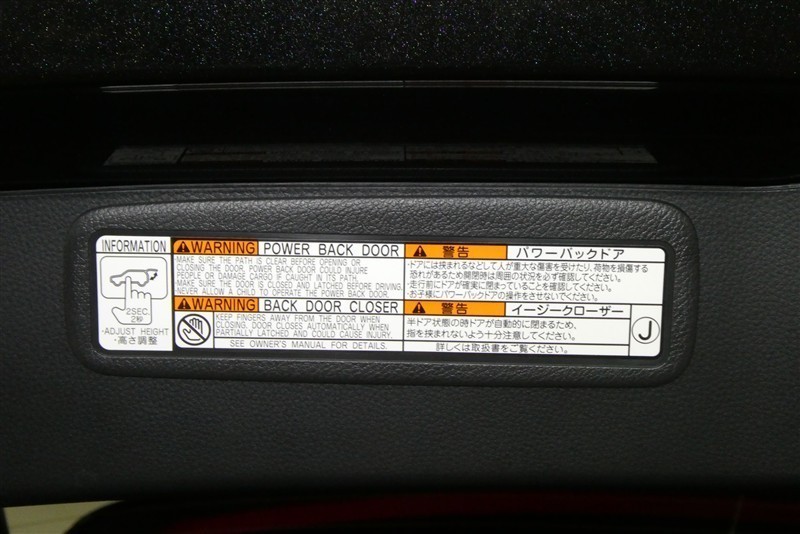 INFORMATION
2SEC.
2秒
·ADJUST HEIGHT
·高さ調整
WARNING POWER BACK DOOR
·MAKE SURE THE PATH IS CLEAR BEFORE OPENING OR
CLOSING THE DOOR. POWER BACK DOOR COULD INJURE
PEOPLE OR DAMAGE CARGO IF CAUGHT IN ITS PATH.
·MAKE SURE THE DOOR IS CLOSED AND LATCHED BEFORE DRIVING.
·NEVER ALLOW A CHILD TO OPERATE THE POWER BACK DOOR.
WARNING BACK DOOR CLOSER
KEEP FINGERS AWAY FROM THE DOOR WHEN
CLOSING. DOOR CLOSES AUTOMATICALLY WHEN
PARTIALLY LATCHED AND COULD CAUSE INJURY.
SEE OWNER'S MANUAL FOR DETAILS.
警告 パワーバックドア
·ドアには挟まれるなどして人が重大な傷害を受けたり、荷物を損傷する
恐れがあるため開閉時は周囲の状況を必ず確認してください。
·走行前にドアが確実に閉まっていることを確認してください。
·お子様にパワーバックドアの操作をさせないでください。
警告 イージークローザー
半ドア状態の時ドアが自動的に閉まるため、
指を挟まれないよう十分注意してください。
詳しくは取扱書をご覧ください。
J